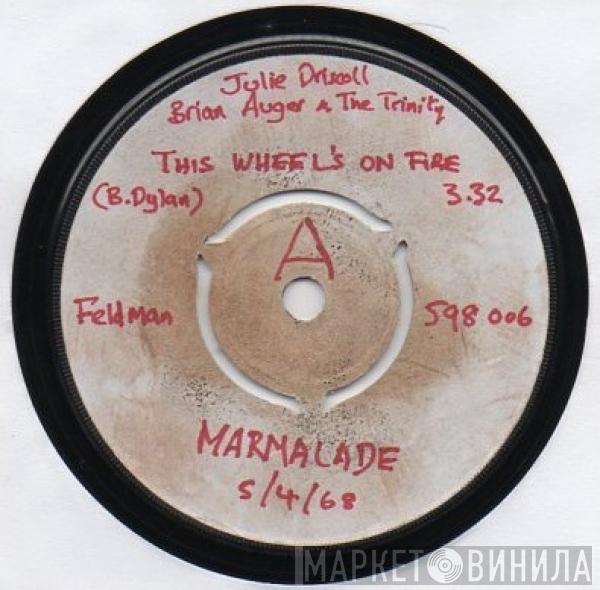 Julie Driscoll
Brian Auger & The Trinity
THIS WHEEL'S ON FIRE
(B. Dylan) 3.32
A
Feldman 598 006
MARMALADE
5/4/68
МАРКЕТ ВИНИЛА